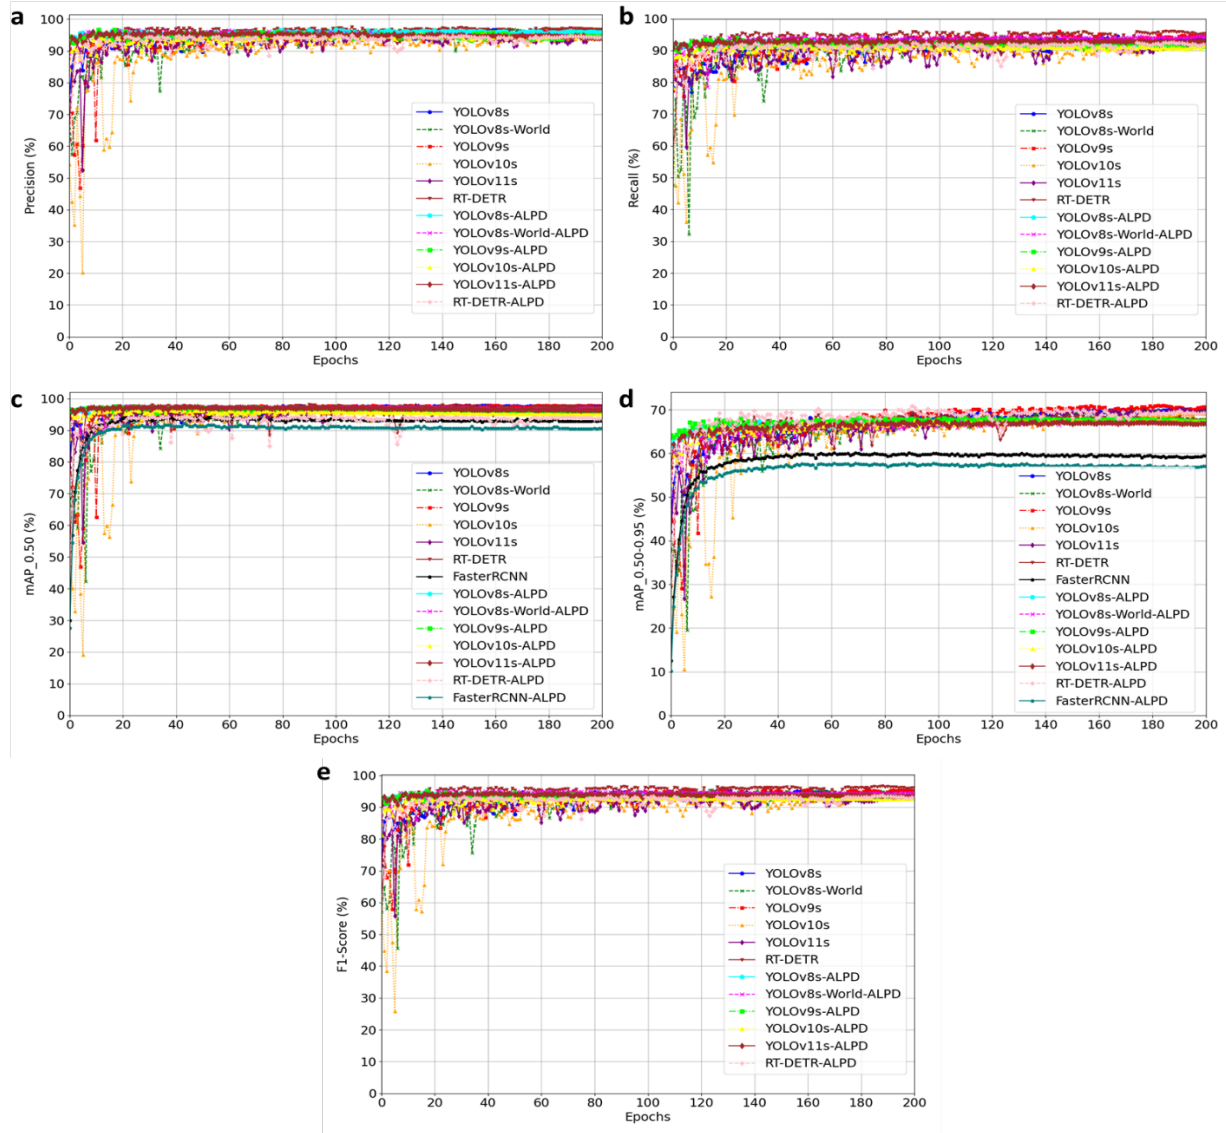 a
Precision (%)
100
90
80
70
60
50
40
30
20
10
0
0 20 40 60 80 100 120 140 160 180 200
Epochs
YOLOv8s
YOLOv8s-World
YOLOv9s
YOLOv10s
YOLOv11s
RT-DETR
YOLOv8s-ALPD
YOLOv8s-World-ALPD
YOLOv9s-ALPD
YOLOv10s-ALPD
YOLOv11s-ALPD
RT-DETR-ALPD
b
Recall (%)
100
90
80
70
60
50
40
30
20
10
0
0 20 40 60 80 100 120 140 160 180 200
Epochs
YOLOv8s
YOLOv8s-World
YOLOv9s
YOLOv10s
YOLOv11s
RT-DETR
YOLOv8s-ALPD
YOLOv8s-World-ALPD
YOLOv9s-ALPD
YOLOv10s-ALPD
YOLOv11s-ALPD
RT-DETR-ALPD
c
mAP_0.50 (%)
100
90
80
70
60
50
40
30
20
10
0
0 20 40 60 80 100 120 140 160 180 200
Epochs
YOLOv8s
YOLOv8s-World
YOLOv9s
YOLOv10s
YOLOv11s
RT-DETR
FasterRCNN
YOLOv8s-ALPD
YOLOv8s-World-ALPD
YOLOv9s-ALPD
YOLOv10s-ALPD
YOLOv11s-ALPD
RT-DETR-ALPD
FasterRCNN-ALPD
d
mAP_0.50-0.95 (%)
70
60
50
40
30
20
10
0
0 20 40 60 80 100 120 140 160 180 200
Epochs
YOLOv8s
YOLOv8s-World
YOLOv9s
YOLOv10s
YOLOv11s
RT-DETR
FasterRCNN
YOLOv8s-ALPD
YOLOv8s-World-ALPD
YOLOv9s-ALPD
YOLOv10s-ALPD
YOLOv11s-ALPD
RT-DETR-ALPD
FasterRCNN-ALPD
e
F1-Score (%)
100
90
80
70
60
50
40
30
20
10
0
0 20 40 60 80 100 120 140 160 180 200
Epochs
YOLOv8s
YOLOv8s-World
YOLOv9s
YOLOv10s
YOLOv11s
RT-DETR
YOLOv8s-ALPD
YOLOv8s-World-ALPD
YOLOv9s-ALPD
YOLOv10s-ALPD
YOLOv11s-ALPD
RT-DETR-ALPD